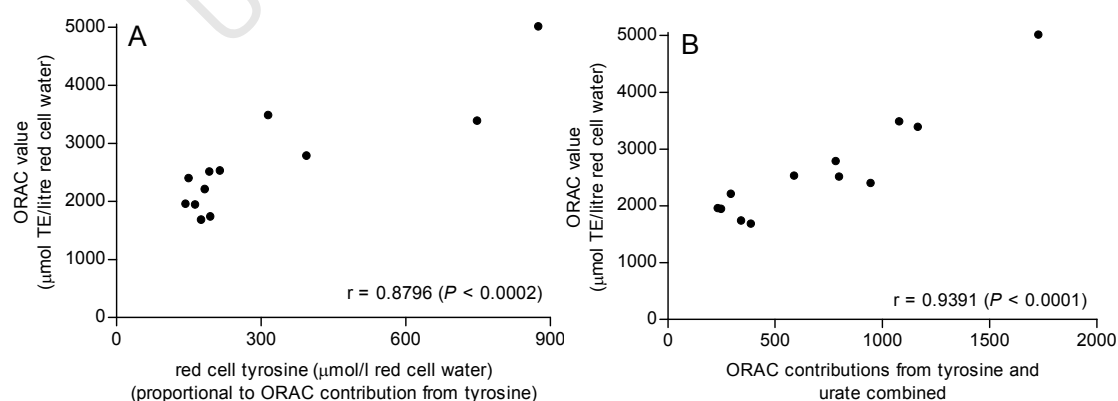 A
ORAC value
(μmol TE/litre red cell water)
5000
4000
3000
2000
1000
0
0
300
600
900
r = 0.8796 (P < 0.0002)
red cell tyrosine (μmol/l red cell water)
(proportional to ORAC contribution from tyrosine)
B
ORAC value
(μmol TE/litre red cell water)
5000
4000
3000
2000
1000
0
0
500
1000
1500
2000
r = 0.9391 (P < 0.0001)
ORAC contributions from tyrosine and
urate combined